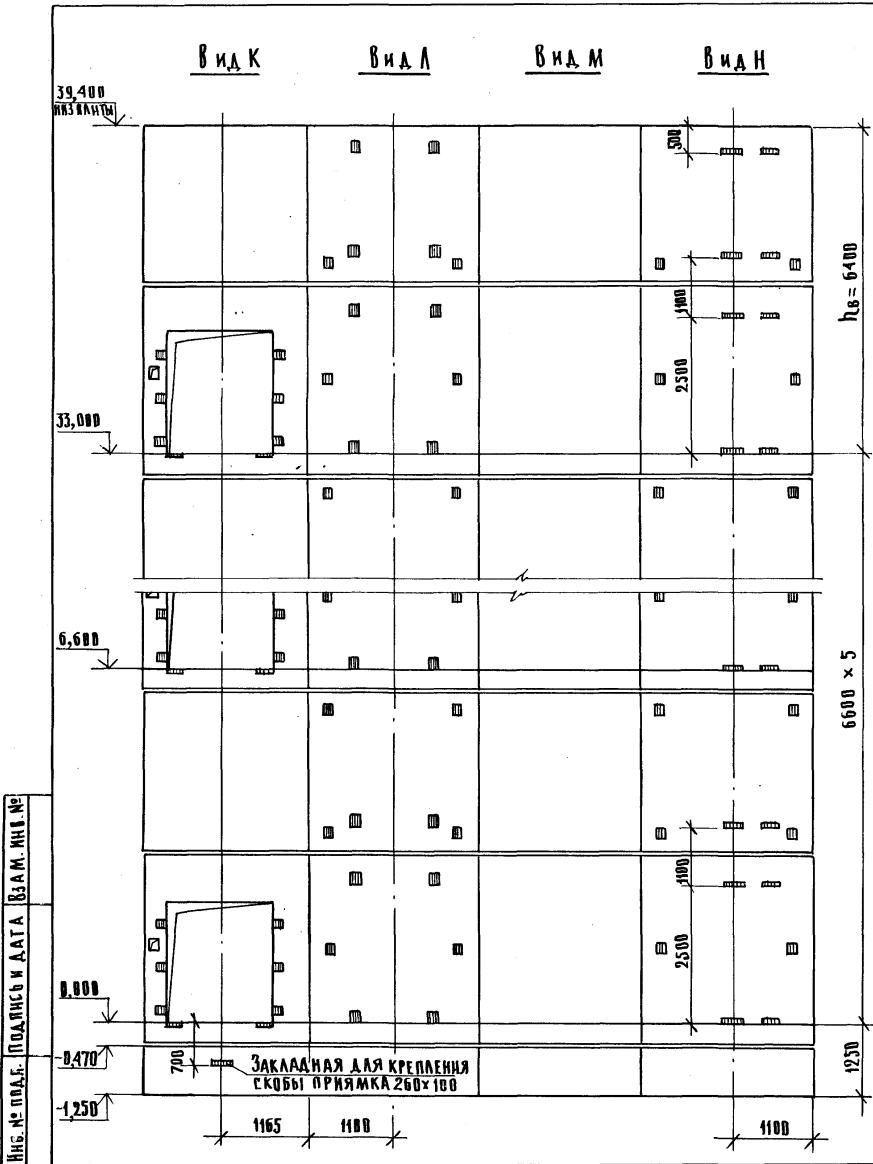 Вид К
Вид Л
Вид М
Вид Н
39,400
низ плиты
500
1100
2500
hв = 6400
33,000
6,600
6600 × 5
1100
2500
0.000
-0,470
-1,250
700
Закладная для крепления
скобы приямка 260×100
1250
1165
1100
1100
Инв. № подл.
Подпись и дата
Взам. инв. №